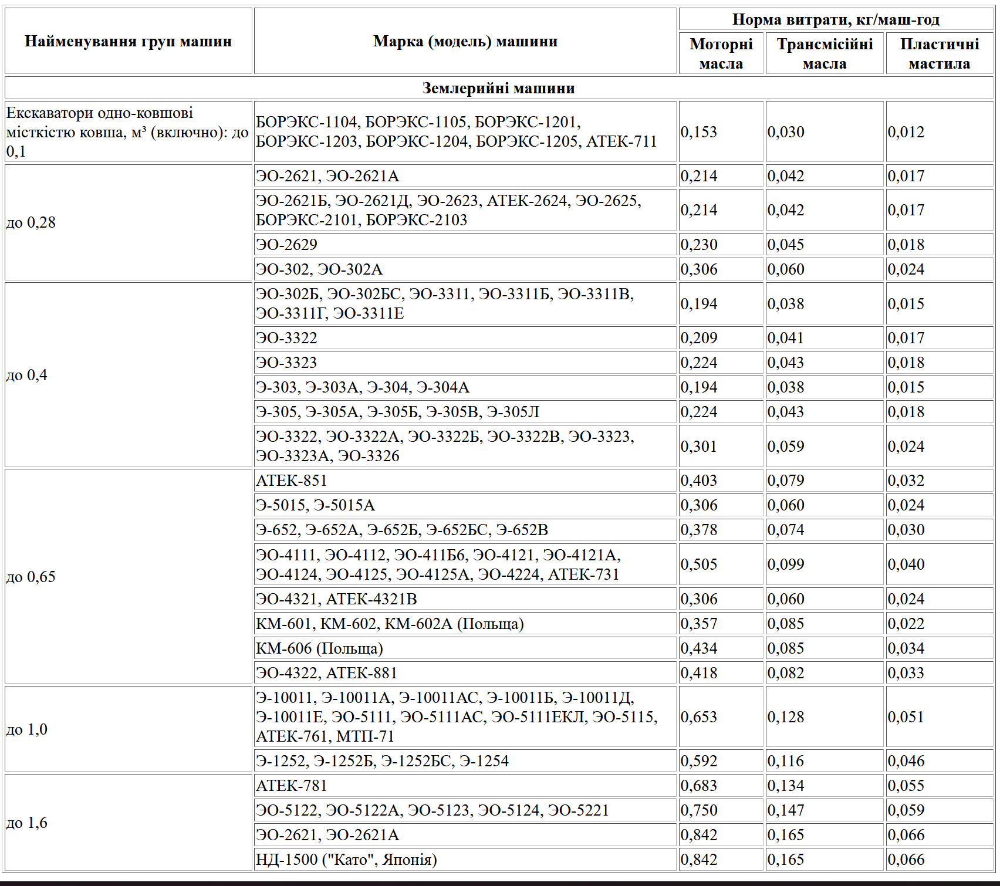 Найменування груп машин
Марка (модель) машини
Норма витрати, кг/маш-год
Моторні
масла
Трансмісійні
масла
Пластичні
мастила
Землерийні машини
Екскаватори одно-ковшові
місткістю ковша, м³ (включно): до
0,1
БОРЭКС-1104, БОРЭКС-1105, БОРЭКС-1201,
БОРЭКС-1203, БОРЭКС-1204, БОРЭКС-1205, АТЕК-711
0,153
0,030
0,012
до 0,28
ЭО-2621, ЭО-2621А
0,214
0,042
0,017
ЭО-2621Б, ЭО-2621Д, ЭО-2623, АТЕК-2624, ЭО-2625,
БОРЭКС-2101, БОРЭКС-2103
0,214
0,042
0,017
ЭО-2629
0,230
0,045
0,018
ЭО-302, ЭО-302А
0,306
0,060
0,024
до 0,4
ЭО-302Б, ЭО-302БС, ЭО-3311, ЭО-3311Б, ЭО-3311В,
ЭО-3311Г, ЭО-3311Е
0,194
0,038
0,015
ЭО-3322
0,209
0,041
0,017
ЭО-3323
0,224
0,043
0,018
Э-303, Э-303А, Э-304, Э-304А
0,194
0,038
0,015
Э-305, Э-305А, Э-305Б, Э-305В, Э-305Л
0,224
0,043
0,018
ЭО-3322, ЭО-3322А, ЭО-3322Б, ЭО-3322В, ЭО-3323,
ЭО-3323А, ЭО-3326
0,301
0,059
0,024
до 0,65
АТЕК-851
0,403
0,079
0,032
Э-5015, Э-5015А
0,306
0,060
0,024
Э-652, Э-652А, Э-652Б, Э-652БС, Э-652В
0,378
0,074
0,030
ЭО-4111, ЭО-4112, ЭО-411Б6, ЭО-4121, ЭО-4121А,
ЭО-4124, ЭО-4125, ЭО-4125А, ЭО-4224, АТЕК-731
0,505
0,099
0,040
ЭО-4321, АТЕК-4321В
0,306
0,060
0,024
КМ-601, КМ-602, КМ-602А (Польща)
0,357
0,085
0,022
КМ-606 (Польща)
0,434
0,085
0,034
ЭО-4322, АТЕК-881
0,418
0,082
0,033
до 1,0
Э-10011, Э-10011А, Э-10011АС, Э-10011Б, Э-10011Д,
Э-10011Е, ЭО-5111, ЭО-5111АС, ЭО-5111ЕКЛ, ЭО-5115,
АТЕК-761, МТП-71
0,653
0,128
0,051
Э-1252, Э-1252Б, Э-1252БС, Э-1254
0,592
0,116
0,046
до 1,6
АТЕК-781
0,683
0,134
0,055
ЭО-5122, ЭО-5122А, ЭО-5123, ЭО-5124, ЭО-5221
0,750
0,147
0,059
ЭО-2621, ЭО-2621А
0,842
0,165
0,066
НД-1500 ("Като", Японія)
0,842
0,165
0,066